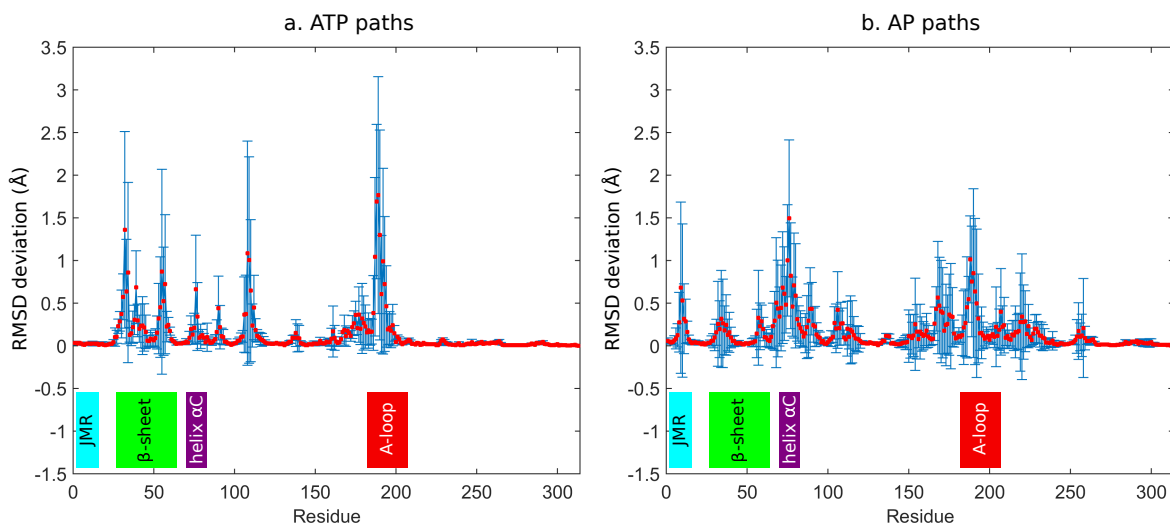 a. ATP paths
3.5
3
2.5
2
1.5
1
0.5
0
-0.5
-1
-1.5
RMSD deviation (Å)
JMR
β-sheet
helix αC
A-loop
0 50 100 150 200 250 300
Residue
b. AP paths
3.5
3
2.5
2
1.5
1
0.5
0
-0.5
-1
-1.5
RMSD deviation (Å)
JMR
β-sheet
helix αC
A-loop
0 50 100 150 200 250 300
Residue